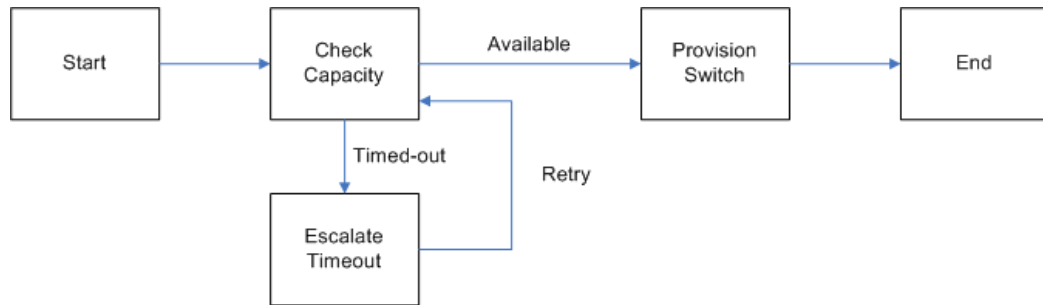 Start
Check
Capacity
Available
Provision
Switch
End
Timed-out
Retry
Escalate
Timeout